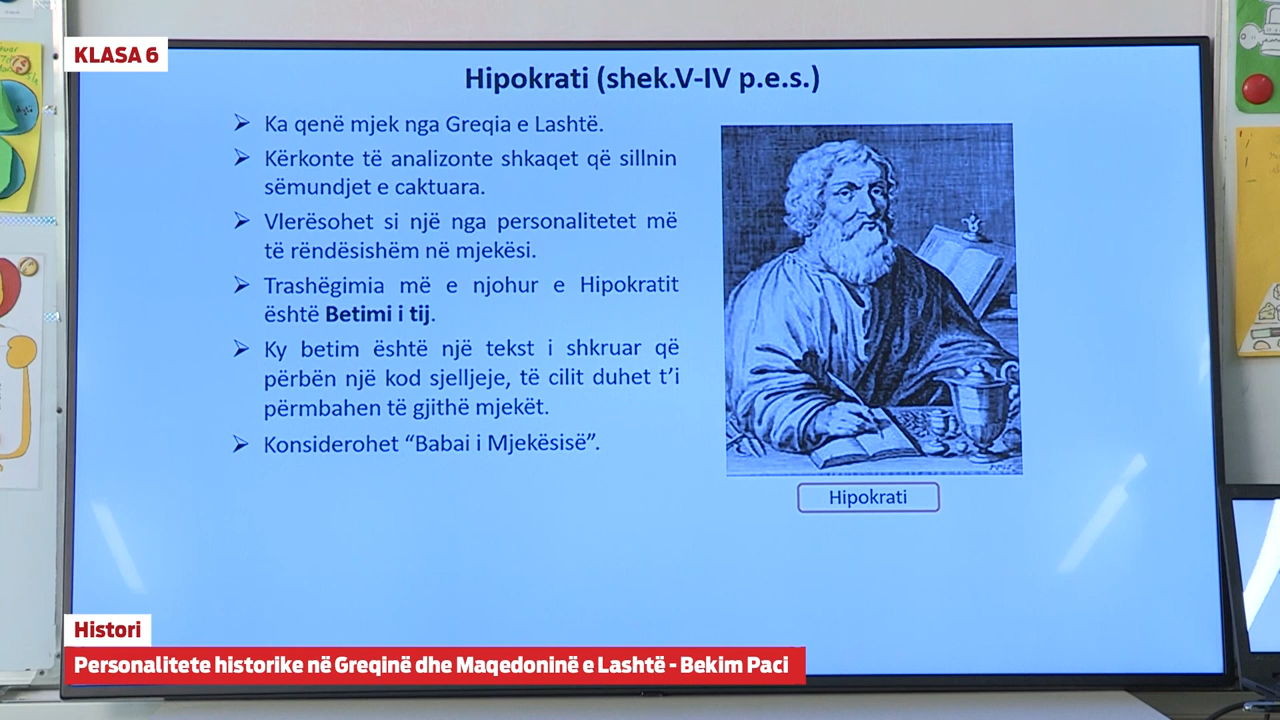 KLASA 6
Hipokrati (shek.V-IV p.e.s.)
➢ Ka qenë mjek nga Greqia e Lashtë.
➢ Kërkonte të analizonte shkaqet që sillnin
sëmundjet e caktuara.
➢ Vlerësohet si një nga personalitetet më
të rëndësishëm në mjekësi.
➢ Trashëgimia më e njohur e Hipokratit
është Betimi i tij.
➢ Ky betim është një tekst i shkruar që
përbën një kod sjelljeje, të cilit duhet t’i
përmbahen të gjithë mjekët.
➢ Konsiderohet “Babai i Mjekësisë”.
Hipokrati
Histori
Personalitete historike në Greqinë dhe Maqedoninë e Lashtë - Bekim Paci